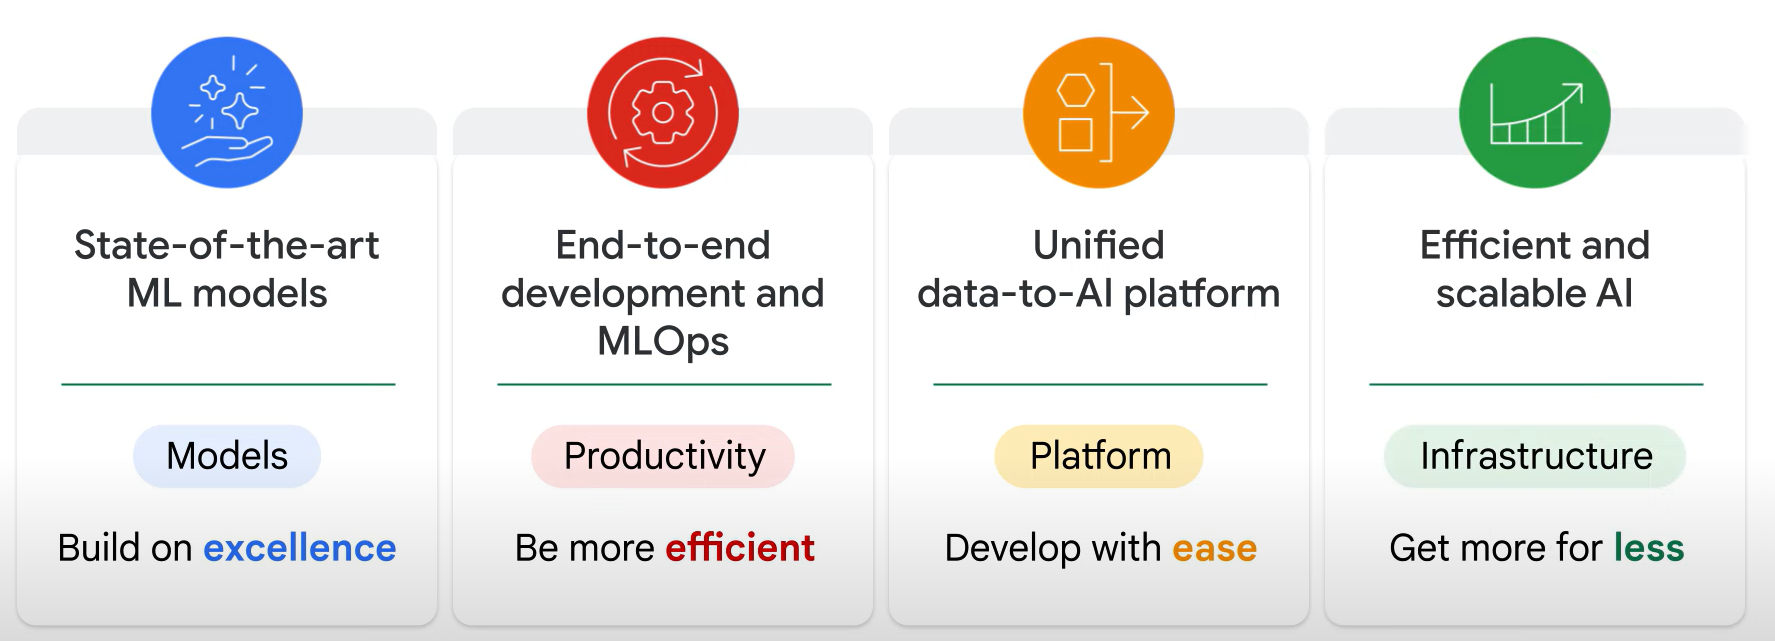 State-of-the-art
ML models
Models
Build on excellence
End-to-end
development and
MLOps
Productivity
Be more efficient
Unified
data-to-AI platform
Platform
Develop with ease
Efficient and
scalable AI
Infrastructure
Get more for less